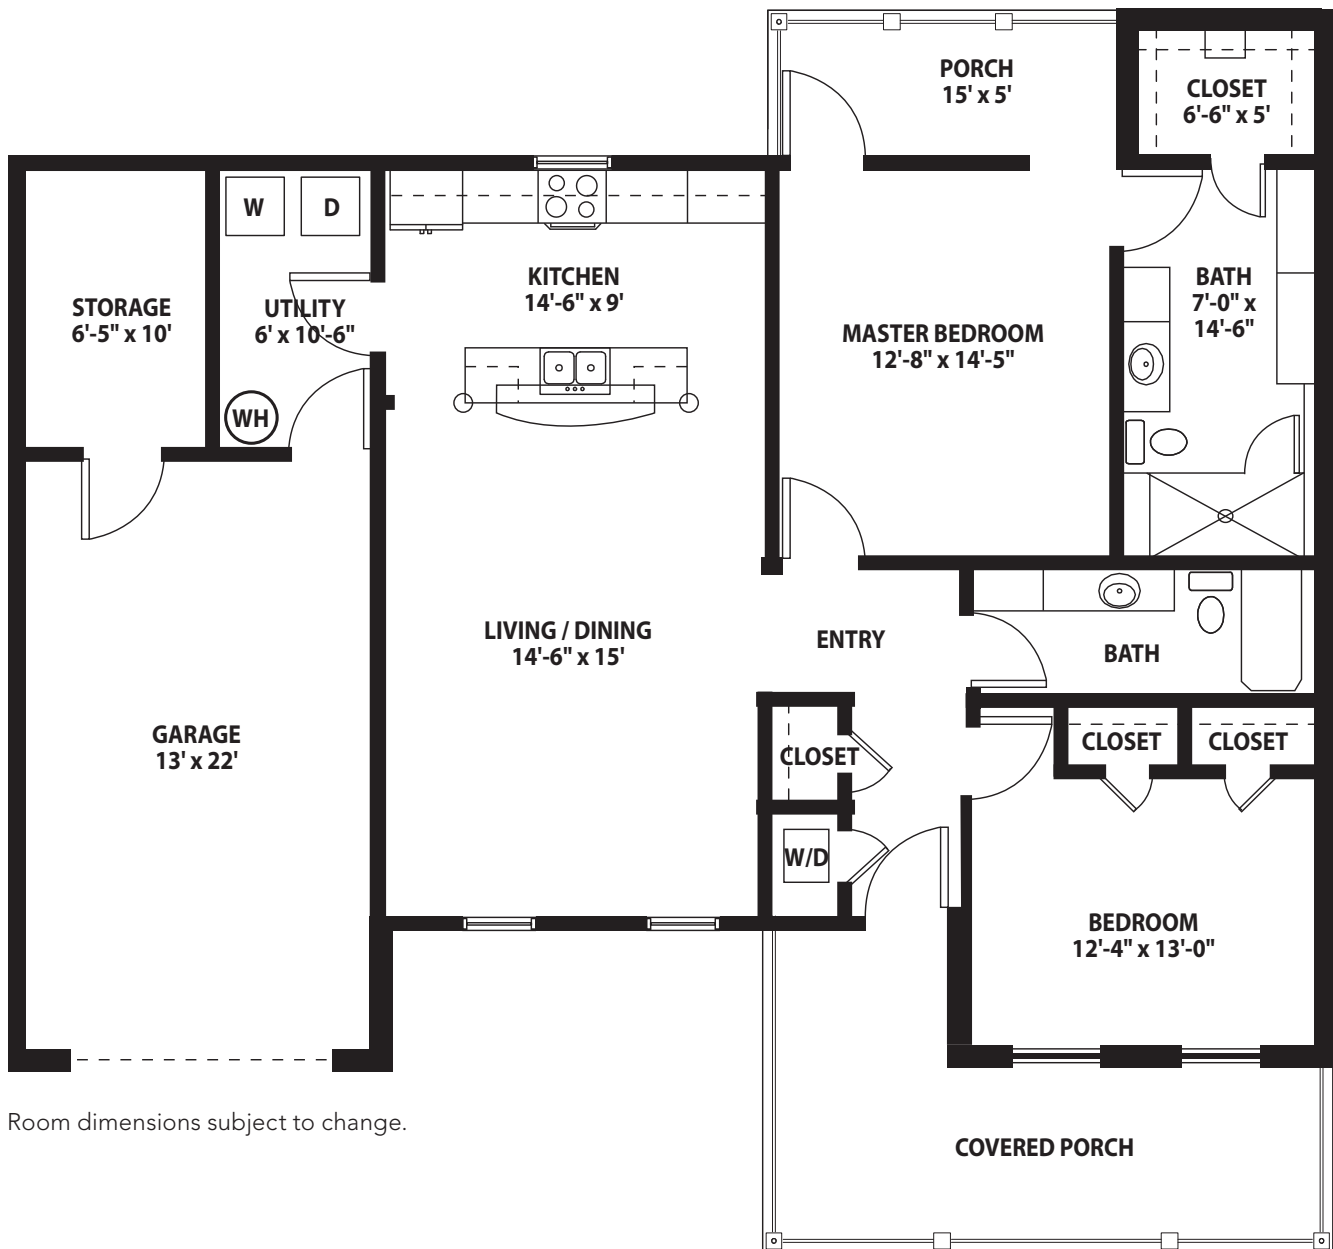 PORCH
15' x 5'
CLOSET
6'-6" x 5'
W
D
STORAGE
6'-5" x 10'
UTILITY
6' x 10'-6"
WH
KITCHEN
14'-6" x 9'
MASTER BEDROOM
12'-8" x 14'-5"
BATH
7'-0" x
14'-6"
LIVING / DINING
14'-6" x 15'
ENTRY
BATH
GARAGE
13' x 22'
CLOSET
CLOSET
CLOSET
W/D
BEDROOM
12'-4" x 13'-0"
Room dimensions subject to change.
COVERED PORCH